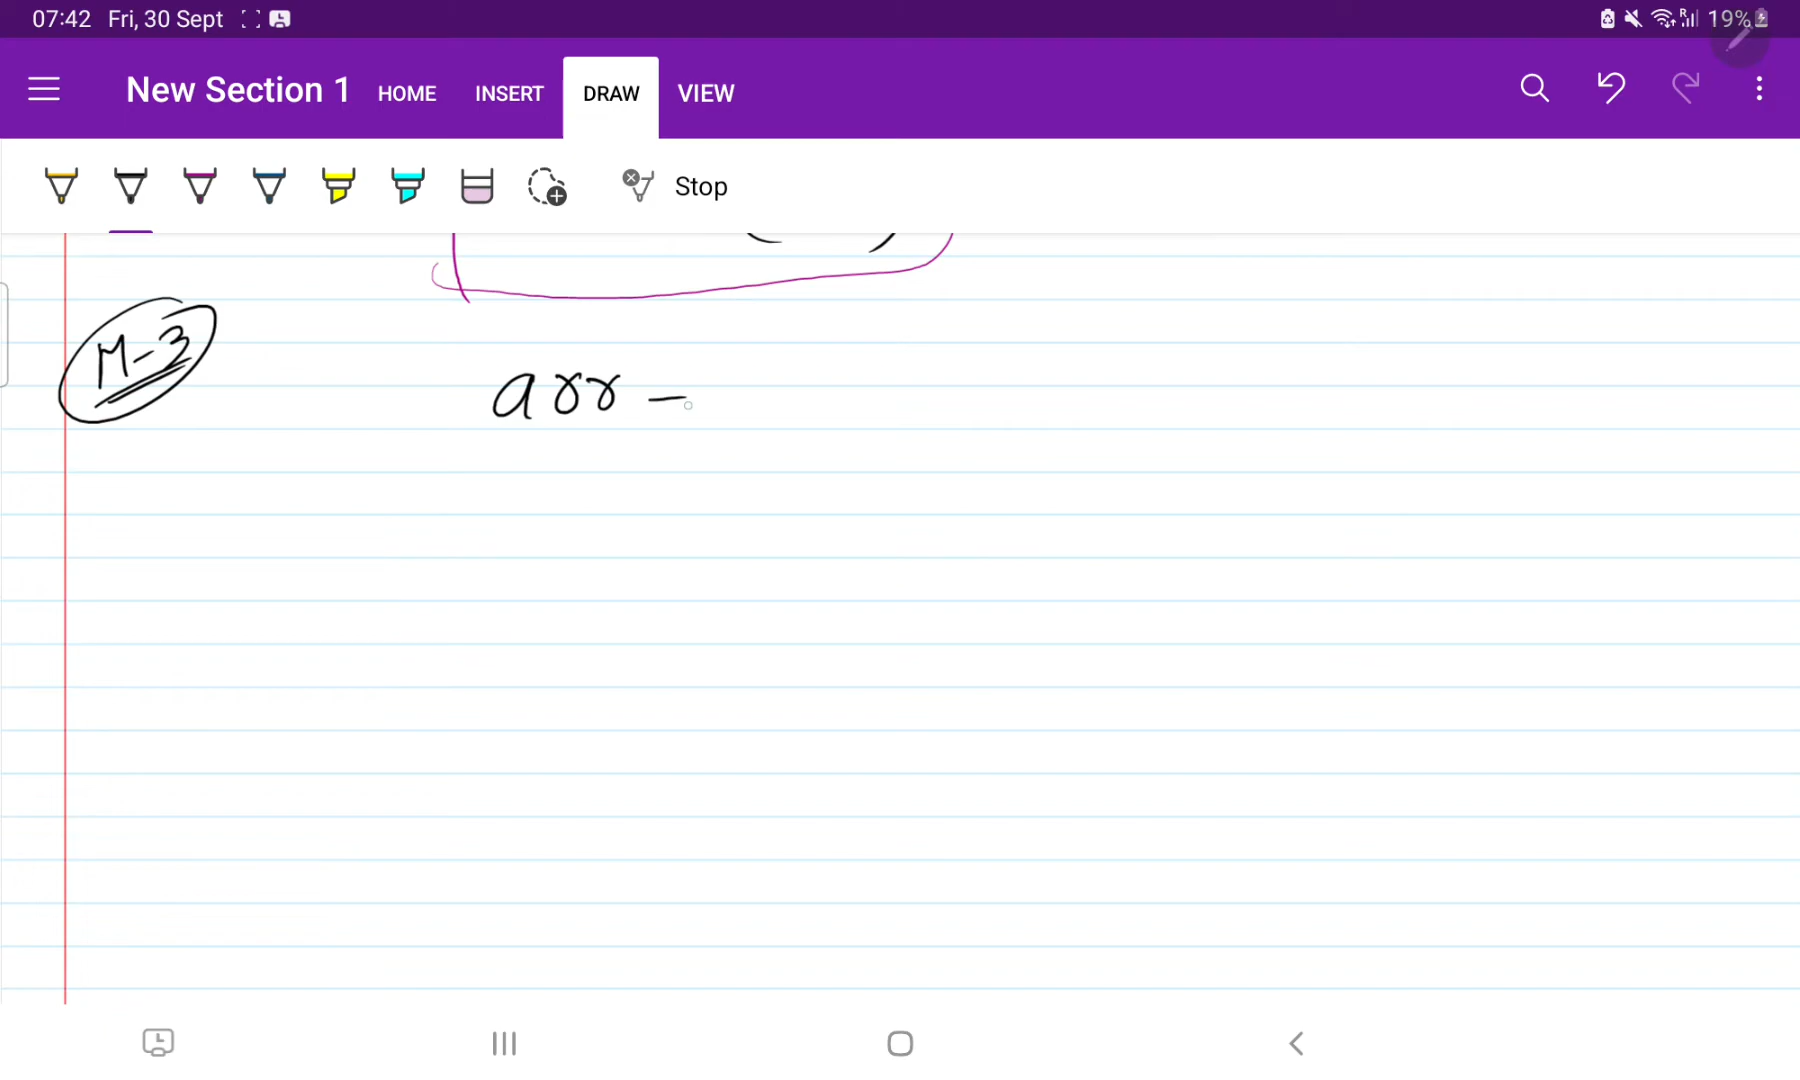 07:42 Fri, 30 Sept 19%
New Section 1 HOME INSERT DRAW VIEW
Stop
M-3
arr -